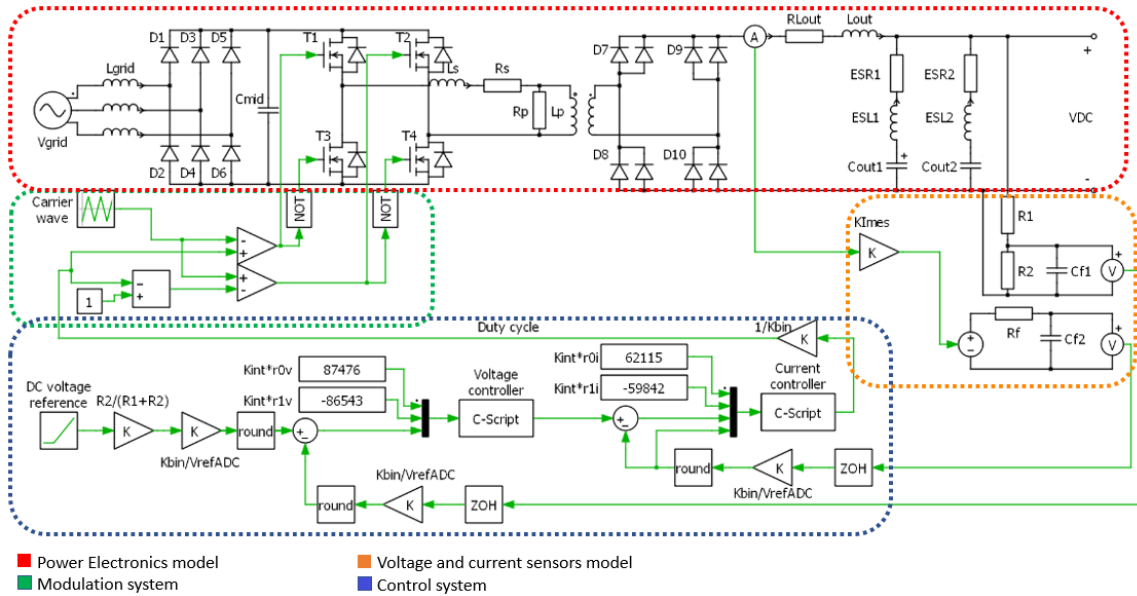 D1 D3 D5
T1 T2
Lgrid
Cmid
Ls Rs
Rp Lp
Vgrid
T3 T4
D2 D4 D6
D7 D9
D8 D10
A RLout Lout
ESR1 ESR2
ESL1 ESL2
Cout1 Cout2
+
VDC
-
Carrier wave
NOT NOT
- +
+ -
- +
1
KImes
K
R1
R2 Cf1 V
Rf Cf2 V
Duty cycle
1/Kbin
K
DC voltage reference
R2/(R1+R2)
K K
Kbin/VrefADC
round
Kint*r0v
87476
Kint*r1v
-86543
Voltage controller
C-Script
Kint*r0i
62115
Kint*r1i
-59842
Current controller
C-Script
round K ZOH
Kbin/VrefADC
Kbin/VrefADC
round K ZOH
Power Electronics model
Modulation system
Voltage and current sensors model
Control system